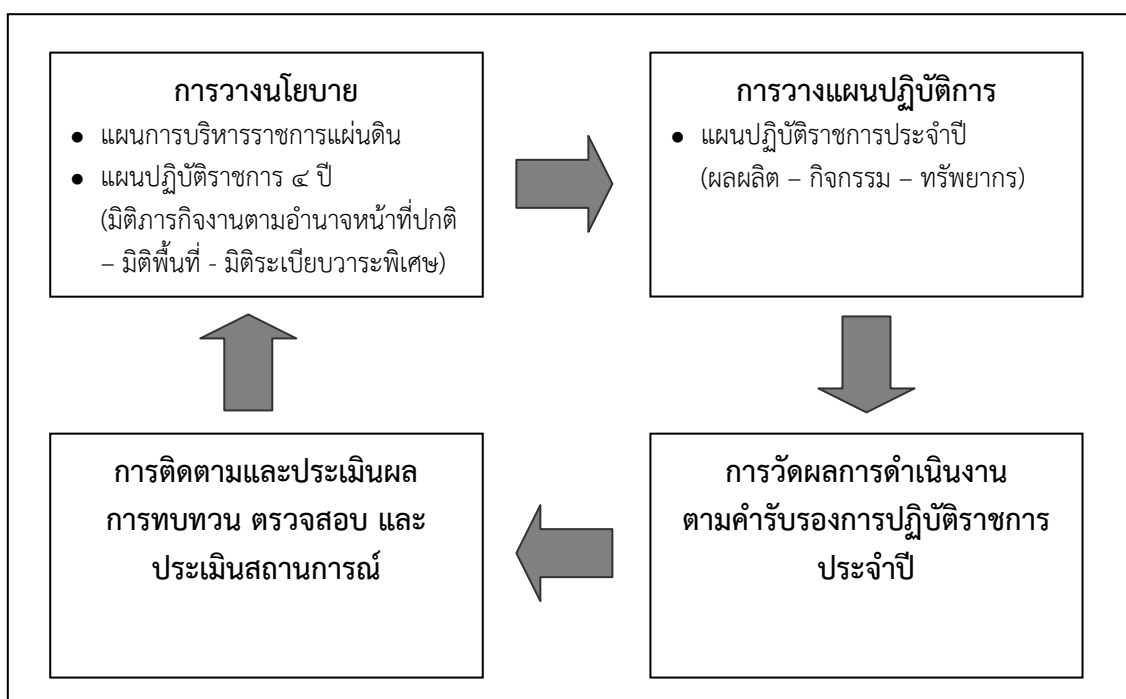 การวางนโยบาย
● แผนการบริหารราชการแผ่นดิน
● แผนปฏิบัติราชการ ๔ ปี
(มิติภารกิจงานตามอำนาจหน้าที่ปกติ
– มิติพื้นที่ - มิติระเบียบวาระพิเศษ)
การวางแผนปฏิบัติการ
● แผนปฏิบัติราชการประจำปี
(ผลผลิต – กิจกรรม – ทรัพยากร)
การติดตามและประเมินผล
การทบทวน ตรวจสอบ และ
ประเมินสถานการณ์
การวัดผลการดำเนินงาน
ตามคำรับรองการปฏิบัติราชการ
ประจำปี